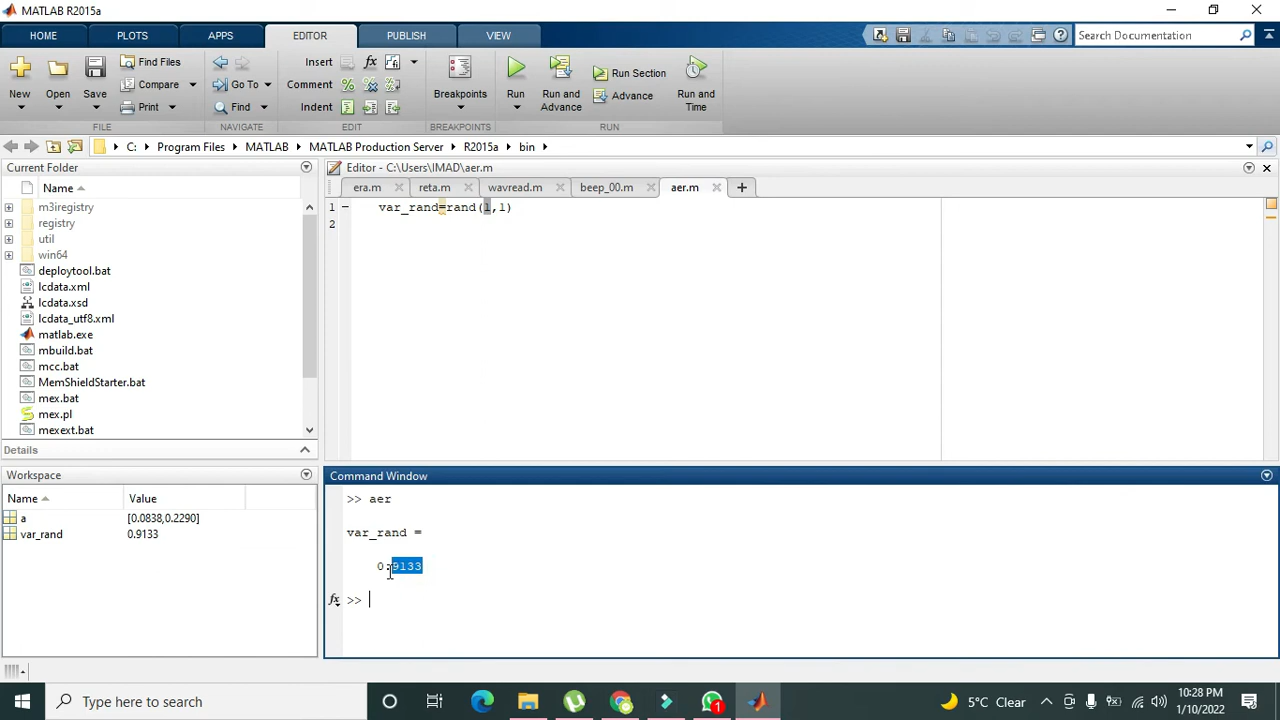 MATLAB R2015a
HOME PLOTS APPS EDITOR PUBLISH VIEW
Search Documentation
New Open Save Find Files Compare Print
Go To Find
Insert fx Comment Indent
Breakpoints
Run Run and Advance Run Section Advance Run and Time
FILE NAVIGATE EDIT BREAKPOINTS RUN
C: Program Files MATLAB MATLAB Production Server R2015a bin
Current Folder
Name
m3iregistry
registry
util
win64
deploytool.bat
lcdata.xml
lcdata.xsd
lcdata_utf8.xml
matlab.exe
mbuild.bat
mcc.bat
MemShieldStarter.bat
mex.bat
mex.pl
mexext.bat
Details
Editor - C:\Users\IMAD\aer.m
era.m reta.m wavread.m beep_00.m aer.m
1 var_rand=rand(1,1)
2
Workspace
Name Value
a [0.0838,0.2290]
var_rand 0.9133
Command Window
>> aer
var_rand =
0.9133
fx >>
Type here to search
1
5°C Clear
10:28 PM
1/10/2022